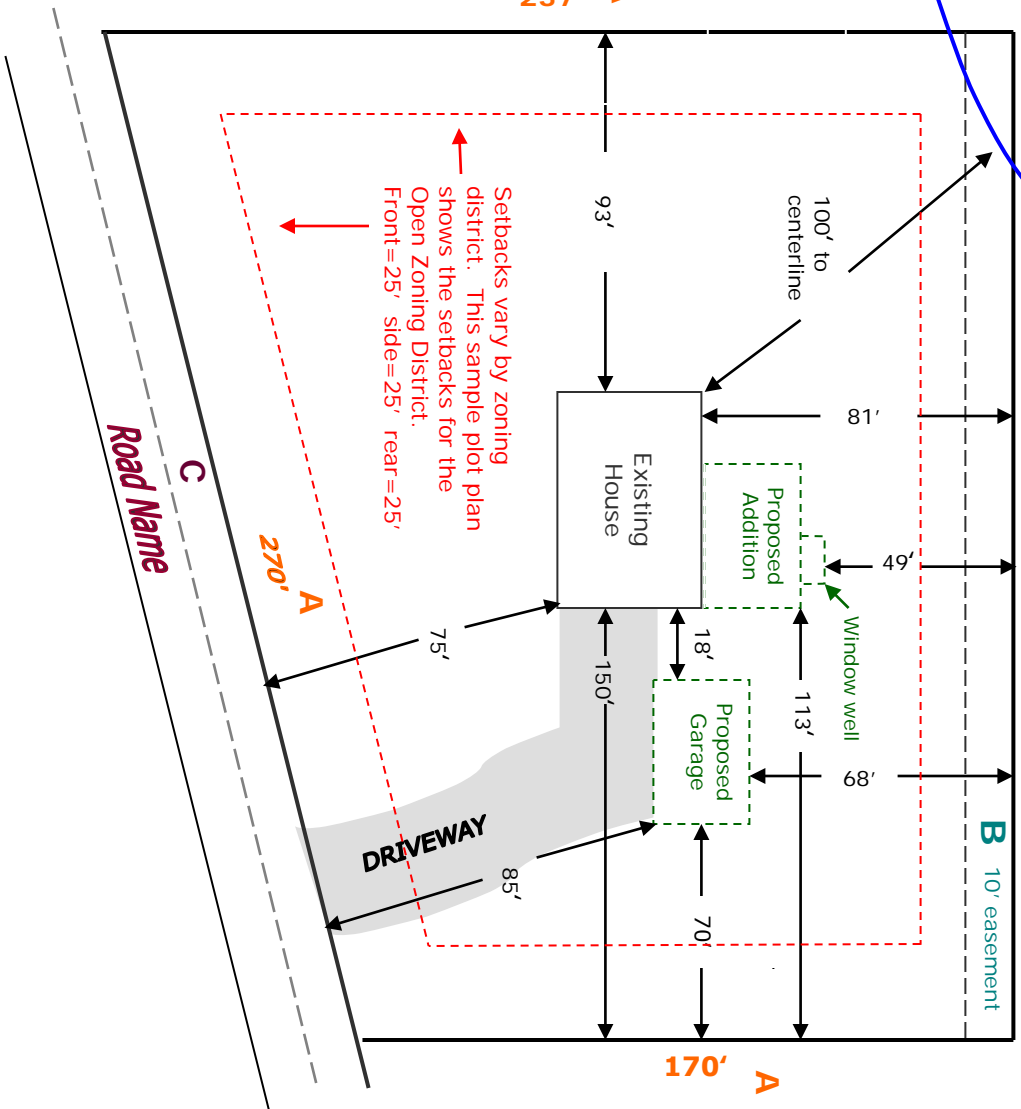 93'
100' to
centerline
81'
Setbacks vary by zoning
district. This sample plot plan
shows the setbacks for the
Open Zoning District.
Front=25' side=25' rear=25'
Existing
House
Proposed
Addition
49'
Window well
C
Road Name
270' A
75'
18'
150'
113'
Proposed
Garage
68'
B 10' easement
DRIVEWAY
85'
70'
170' A